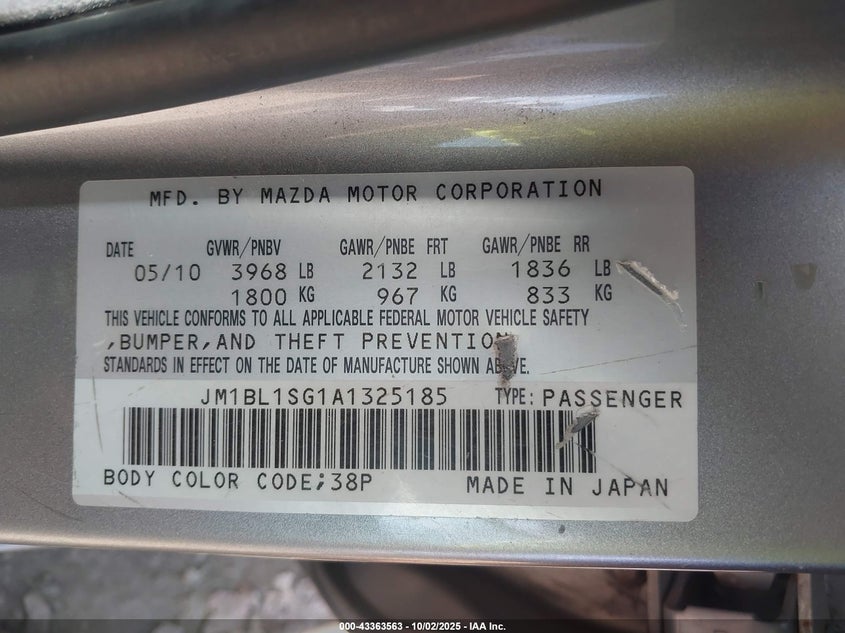 MFD. BY MAZDA MOTOR CORPORATION
DATE GVWR/PNBV GAWR/PNBE FRT GAWR/PNBE RR
05/10 3968 LB 2132 LB 1836 LB
1800 KG 967 KG 833 KG
THIS VEHICLE CONFORMS TO ALL APPLICABLE FEDERAL MOTOR VEHICLE SAFETY
,BUMPER,AND THEFT PREVENTION
STANDARDS IN EFFECT ON THE DATE OF MANUFACTURE SHOWN ABOVE.
JM1BL1SG1A1325185 TYPE: PASSENGER
BODY COLOR CODE;38P MADE IN JAPAN
000-43363563 - 10/02/2025 - IAA Inc.